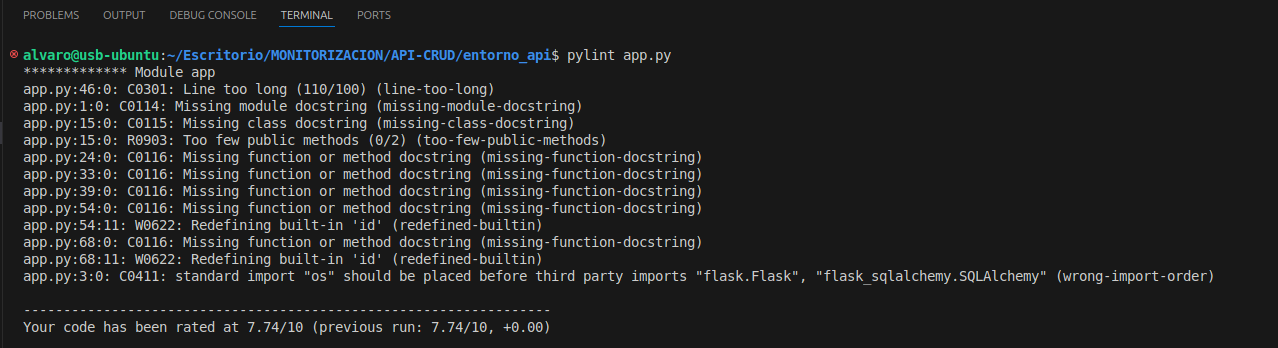 PROBLEMS OUTPUT DEBUG CONSOLE TERMINAL PORTS
alvaro@usb-ubuntu:~/Escritorio/MONITORIZACION/API-CRUD/entorno_api$ pylint app.py
************* Module app
app.py:46:0: C0301: Line too long (110/100) (line-too-long)
app.py:1:0: C0114: Missing module docstring (missing-module-docstring)
app.py:15:0: C0115: Missing class docstring (missing-class-docstring)
app.py:15:0: R0903: Too few public methods (0/2) (too-few-public-methods)
app.py:24:0: C0116: Missing function or method docstring (missing-function-docstring)
app.py:33:0: C0116: Missing function or method docstring (missing-function-docstring)
app.py:39:0: C0116: Missing function or method docstring (missing-function-docstring)
app.py:54:0: C0116: Missing function or method docstring (missing-function-docstring)
app.py:54:11: W0622: Redefining built-in 'id' (redefined-builtin)
app.py:68:0: C0116: Missing function or method docstring (missing-function-docstring)
app.py:68:11: W0622: Redefining built-in 'id' (redefined-builtin)
app.py:3:0: C0411: standard import "os" should be placed before third party imports "flask.Flask", "flask_sqlalchemy.SQLAlchemy" (wrong-import-order)
------------------------------------------------------------------
Your code has been rated at 7.74/10 (previous run: 7.74/10, +0.00)